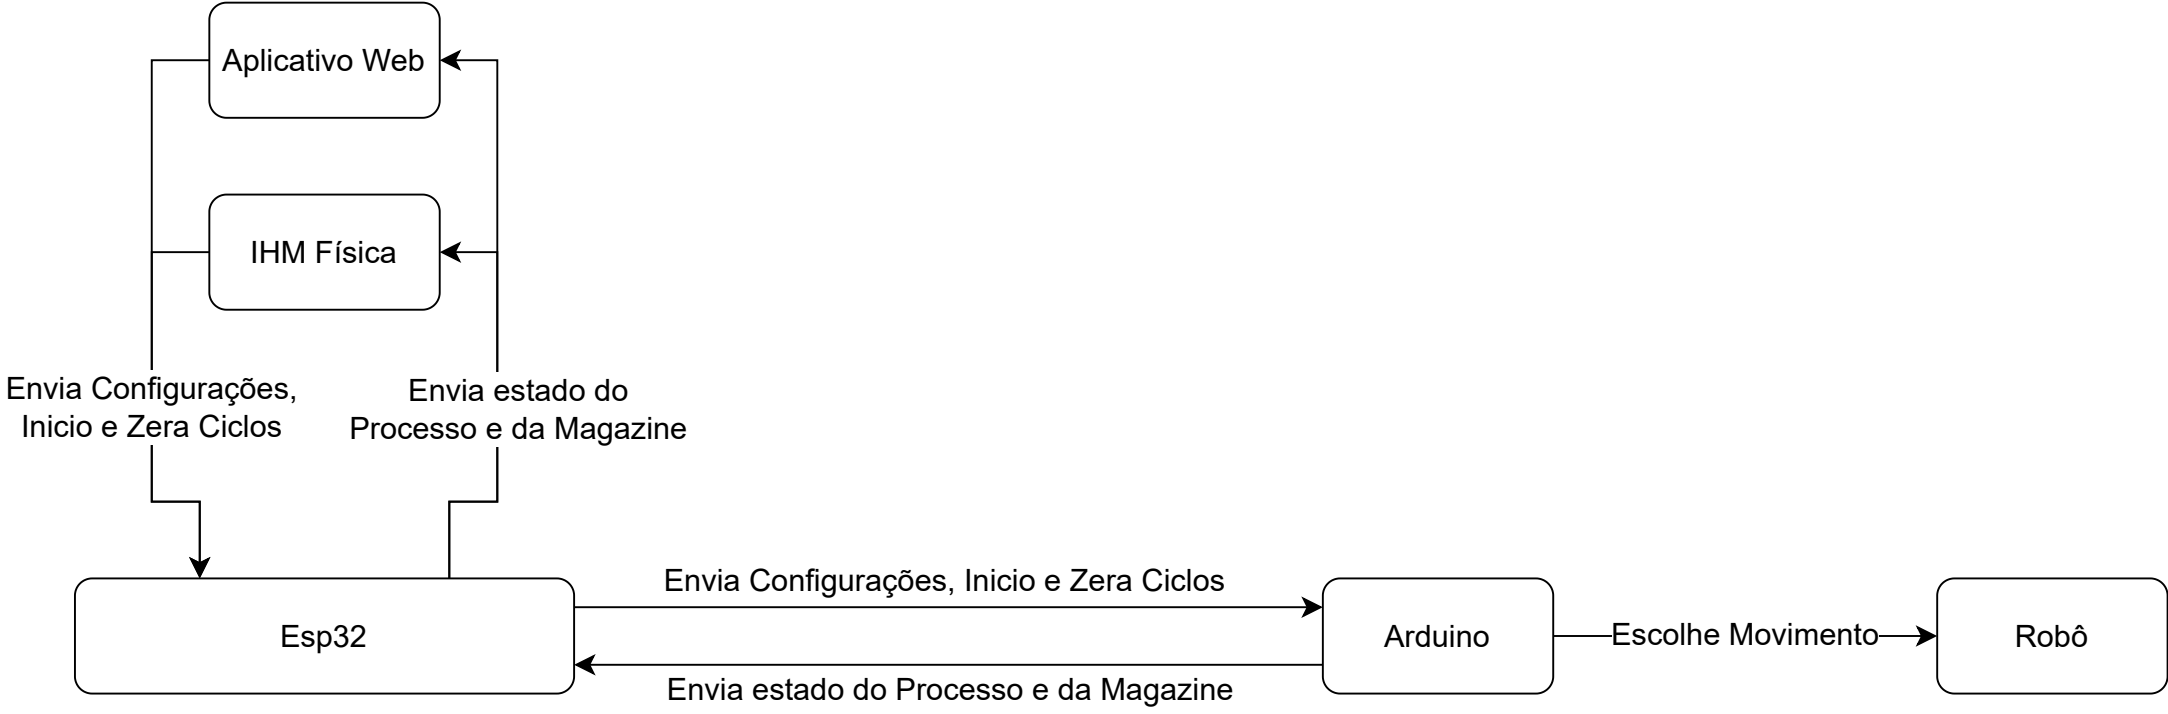 Aplicativo Web
IHM Física
Envia Configurações,
Inicio e Zera Ciclos
Envia estado do
Processo e da Magazine
Envia Configurações, Inicio e Zera Ciclos
Esp32
Arduino
Escolhe Movimento
Robô
Envia estado do Processo e da Magazine